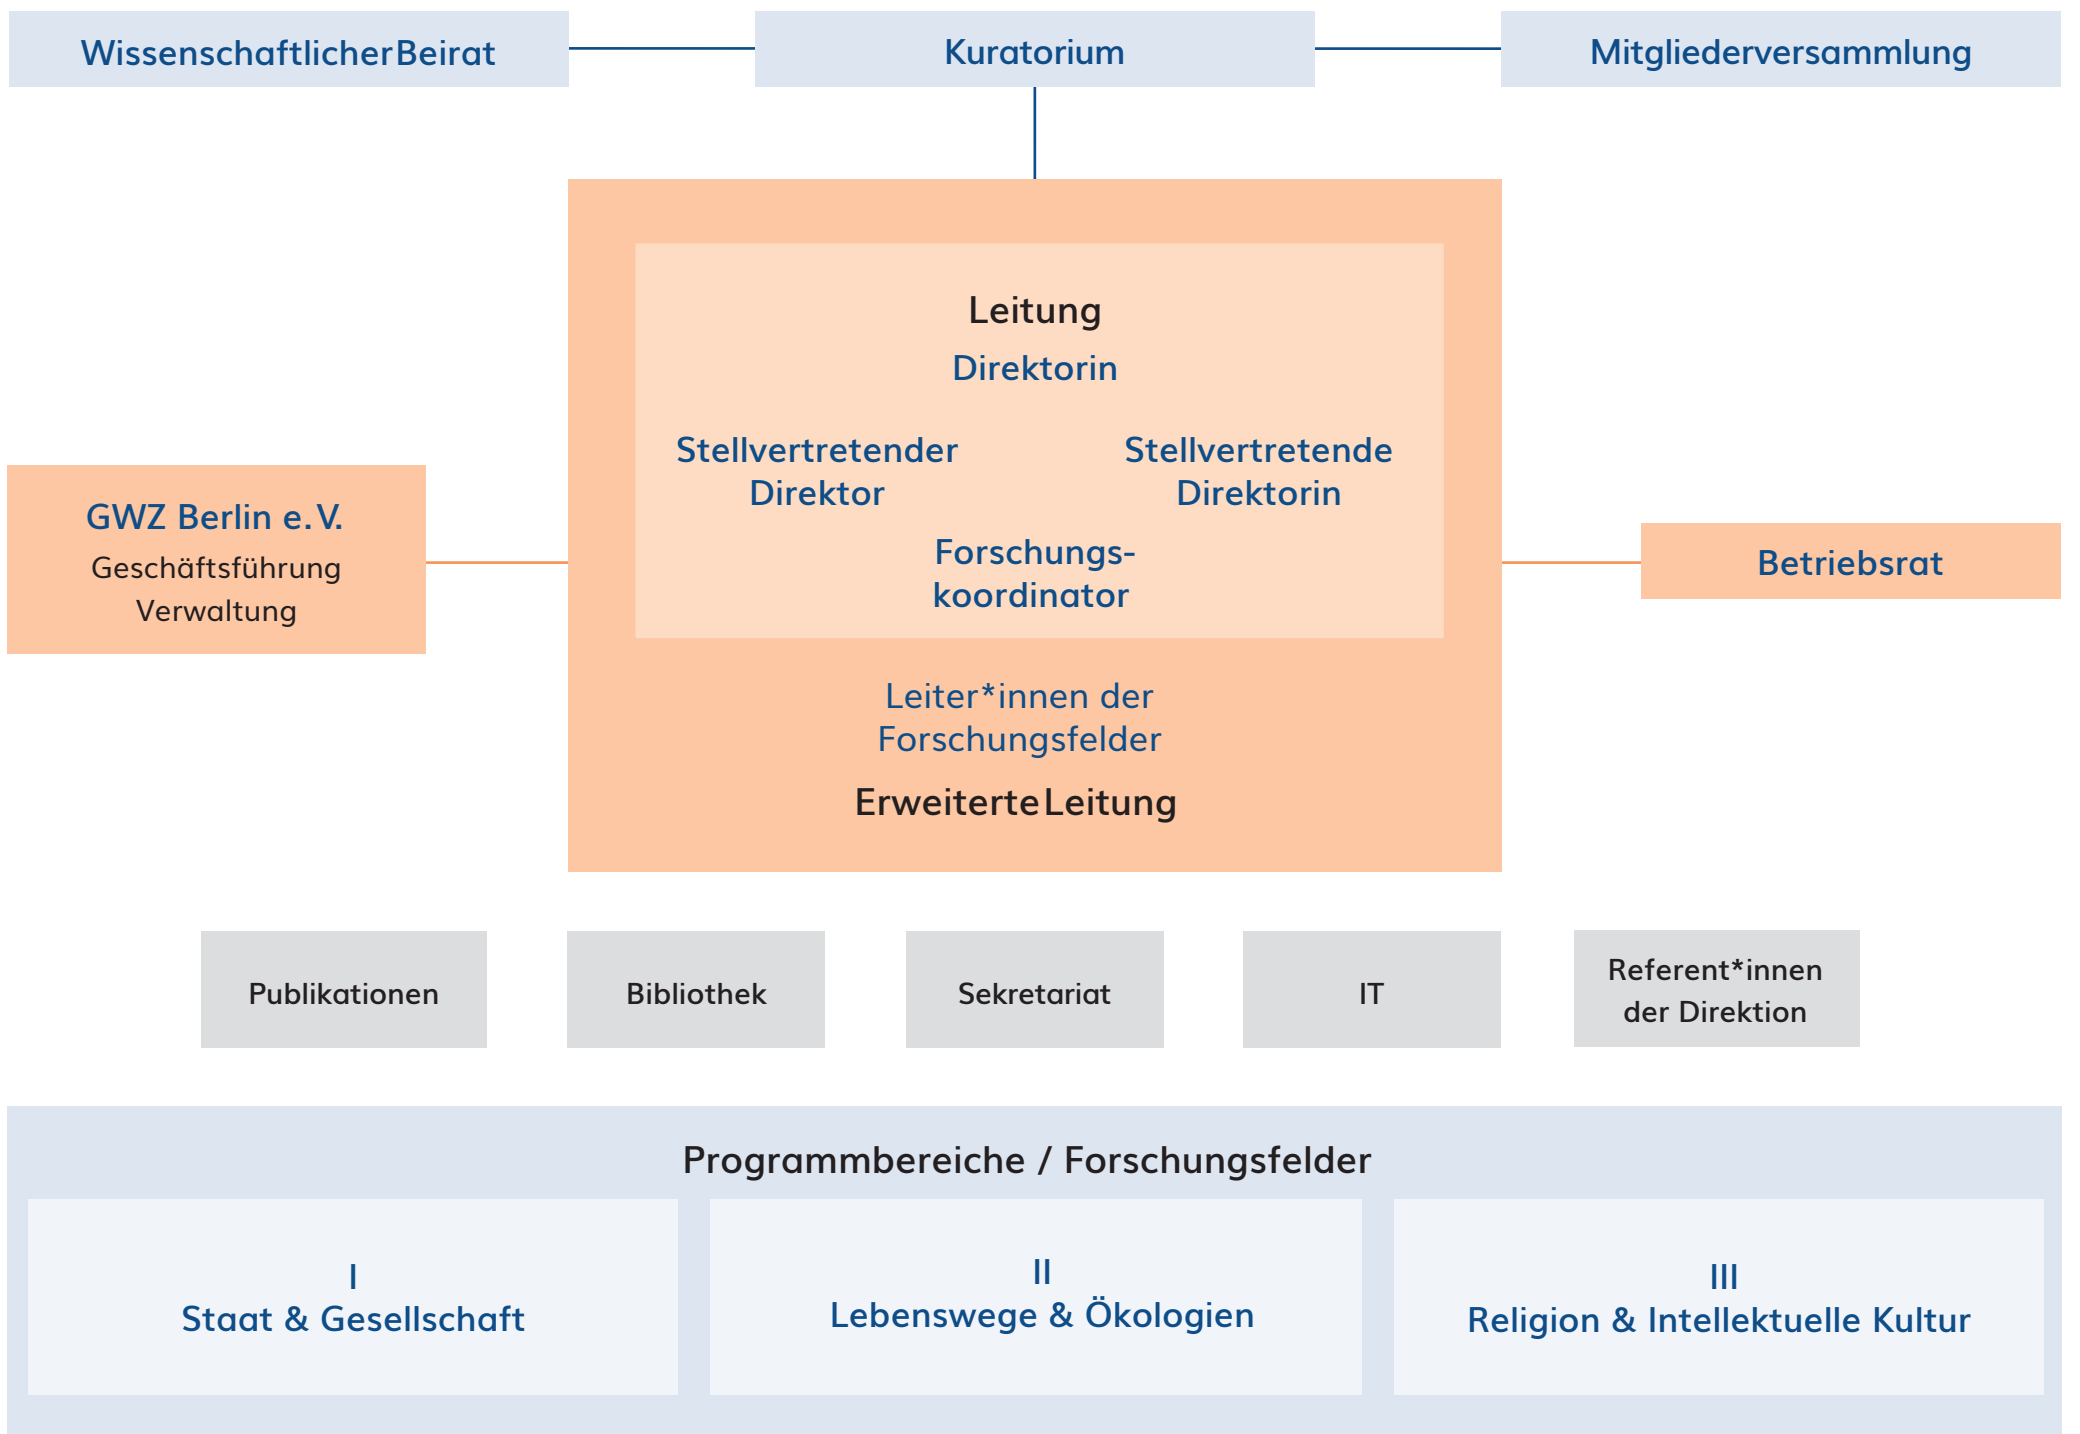 Wissenschaftlicher Beirat
Kuratorium
Mitgliederversammlung
Leitung
Direktorin
Stellvertretender
Direktor
Stellvertretende
Direktorin
Forschungs-
koordinator
GWZ Berlin e. V.
Geschäftsführung
Verwaltung
Betriebsrat
Leiter*innen der
Forschungsfelder
Erweiterte Leitung
Publikationen
Bibliothek
Sekretariat
IT
Referent*innen
der Direktion
Programmbereiche / Forschungsfelder
I
Staat & Gesellschaft
II
Lebenswege & Ökologien
III
Religion & Intellektuelle Kultur